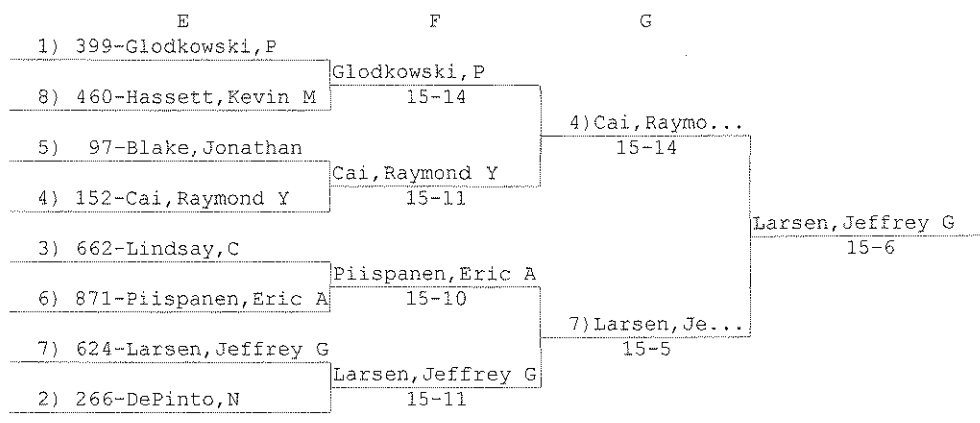 E F G
1) 399-Glodkowski,P
Glodkowski,P
8) 460-Hassett,Kevin M
15-14
4)Cai,Raymo...
5) 97-Blake,Jonathan
15-14
Cai,Raymond Y
4) 152-Cai,Raymond Y
15-11
Larsen,Jeffrey G
3) 662-Lindsay,C
15-6
Piispanen,Eric A
6) 871-Piispanen,Eric A
15-10
7)Larsen,Je...
7) 624-Larsen,Jeffrey G
15-5
Larsen,Jeffrey G
2) 266-DePinto,N
15-11